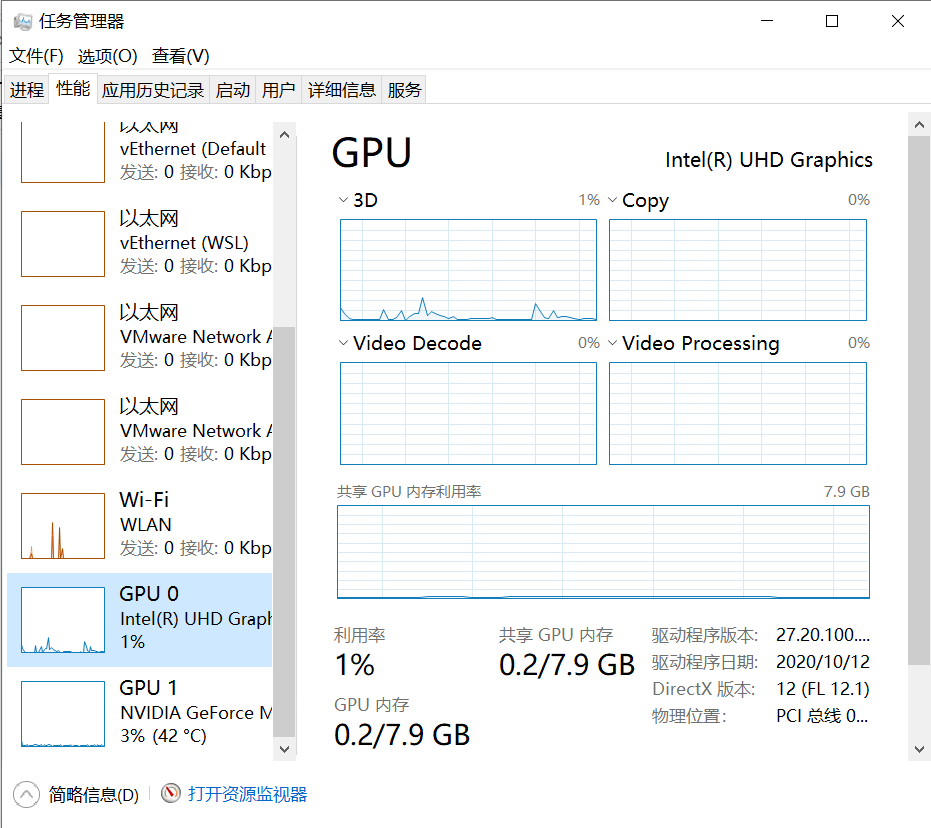 任务管理器
文件(F) 选项(O) 查看(V)
进程 性能 应用历史记录 启动 用户 详细信息 服务
以太网
vEthernet (Default
发送: 0 接收: 0 Kbp
以太网
vEthernet (WSL)
发送: 0 接收: 0 Kbp
以太网
VMware Network A
发送: 0 接收: 0 Kbp
以太网
VMware Network A
发送: 0 接收: 0 Kbp
Wi-Fi
WLAN
发送: 0 接收: 0 Kbp
GPU 0
Intel(R) UHD Graph
1%
GPU 1
NVIDIA GeForce M
3% (42 °C)
GPU
Intel(R) UHD Graphics
3D 1%
Copy 0%
Video Decode 0%
Video Processing 0%
共享 GPU 内存利用率 7.9 GB
利用率
1%
共享 GPU 内存
0.2/7.9 GB
GPU 内存
0.2/7.9 GB
驱动程序版本: 27.20.100....
驱动程序日期: 2020/10/12
DirectX 版本: 12 (FL 12.1)
物理位置: PCI 总线 0...
简略信息(D) 打开资源监视器